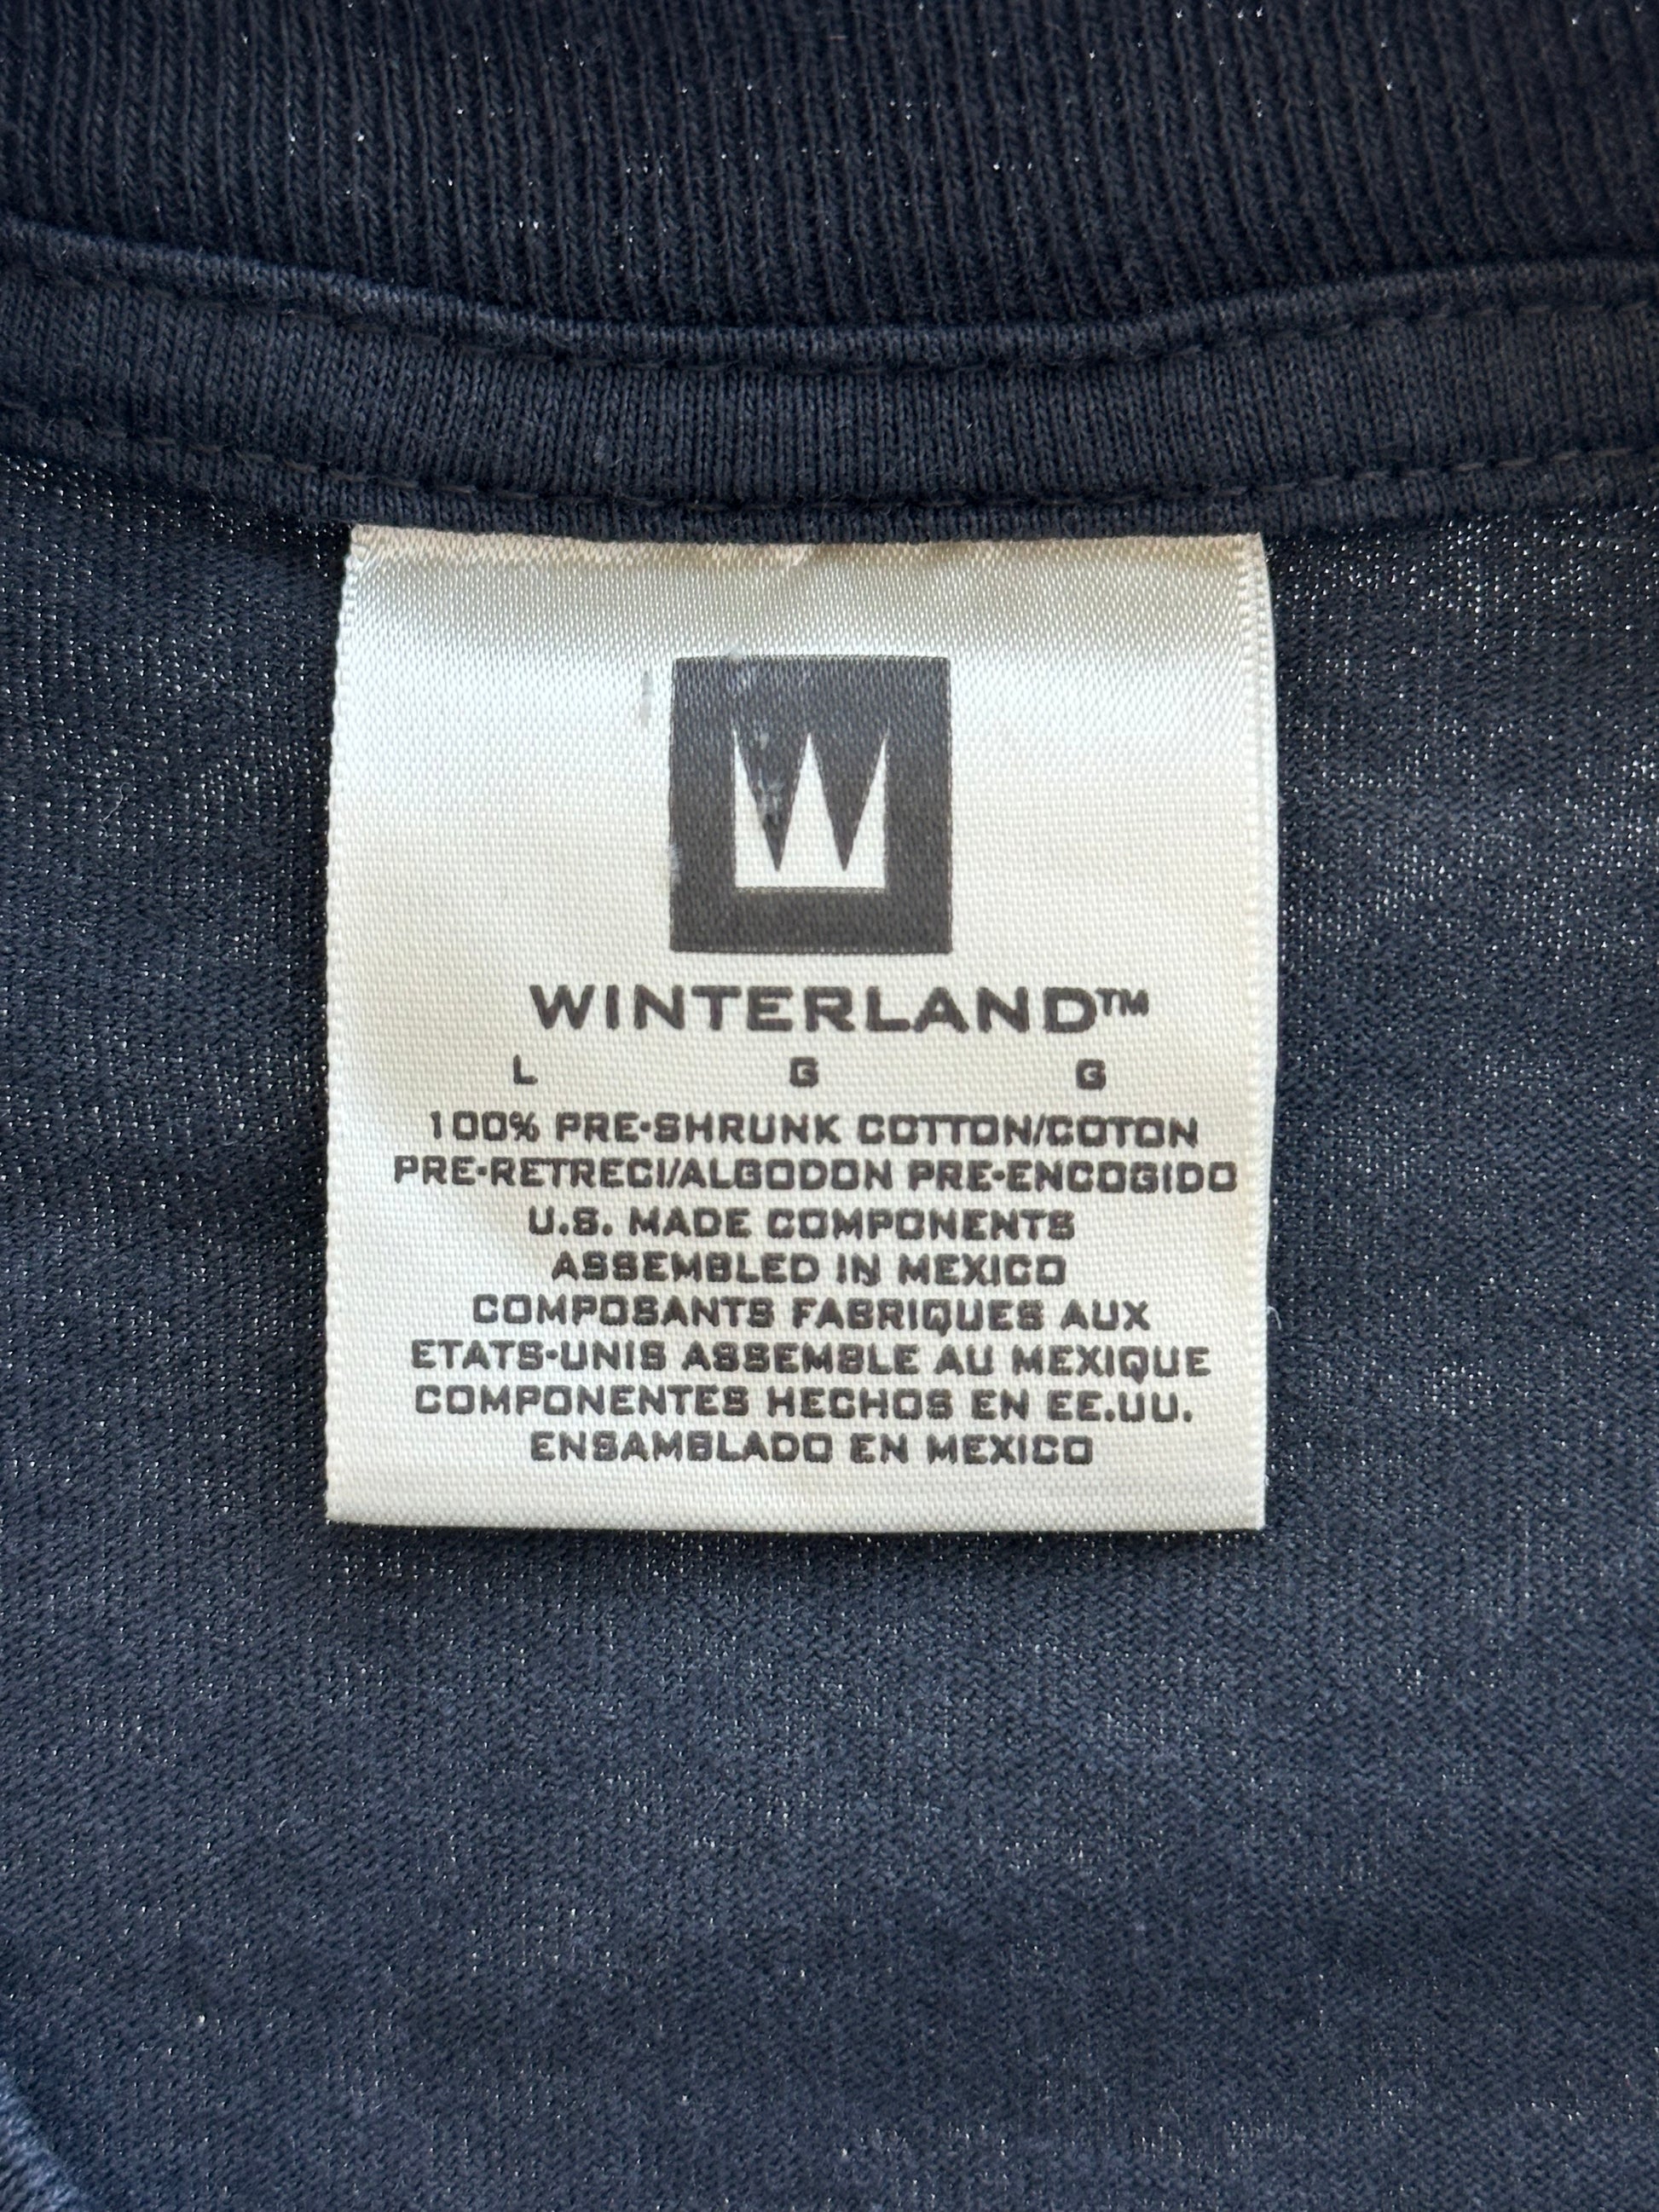 W
WINTERLAND™
L G G
100% PRE-SHRUNK COTTON/COTON
PRE-RETRECI/ALGODON PRE-ENCOGIDO
U.S. MADE COMPONENTS
ASSEMBLED IN MEXICO
COMPOSANTS FABRIQUES AUX
ETATS-UNIS ASSEMBLE AU MEXIQUE
COMPONENTES HECHOS EN EE.UU.
ENSAMBLADO EN MEXICO